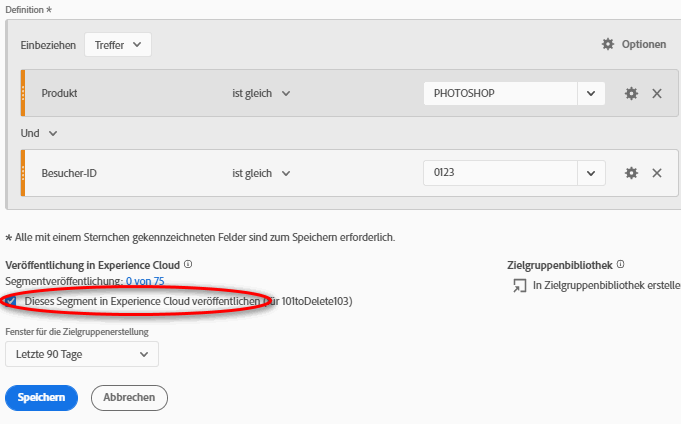 Definition *
Einbeziehen Treffer Optionen
Produkt ist gleich PHOTOSHOP
Und
Besucher-ID ist gleich 0123
* Alle mit einem Sternchen gekennzeichneten Felder sind zum Speichern erforderlich.
Veröffentlichung in Experience Cloud Zielgruppenbibliothek
Segmentveröffentlichung: 0 von 75 In Zielgruppenbibliothek erstelle
Dieses Segment in Experience Cloud veröffentlichen (für 101toDelete103)
Fenster für die Zielgruppenerstellung
Letzte 90 Tage
Speichern Abbrechen